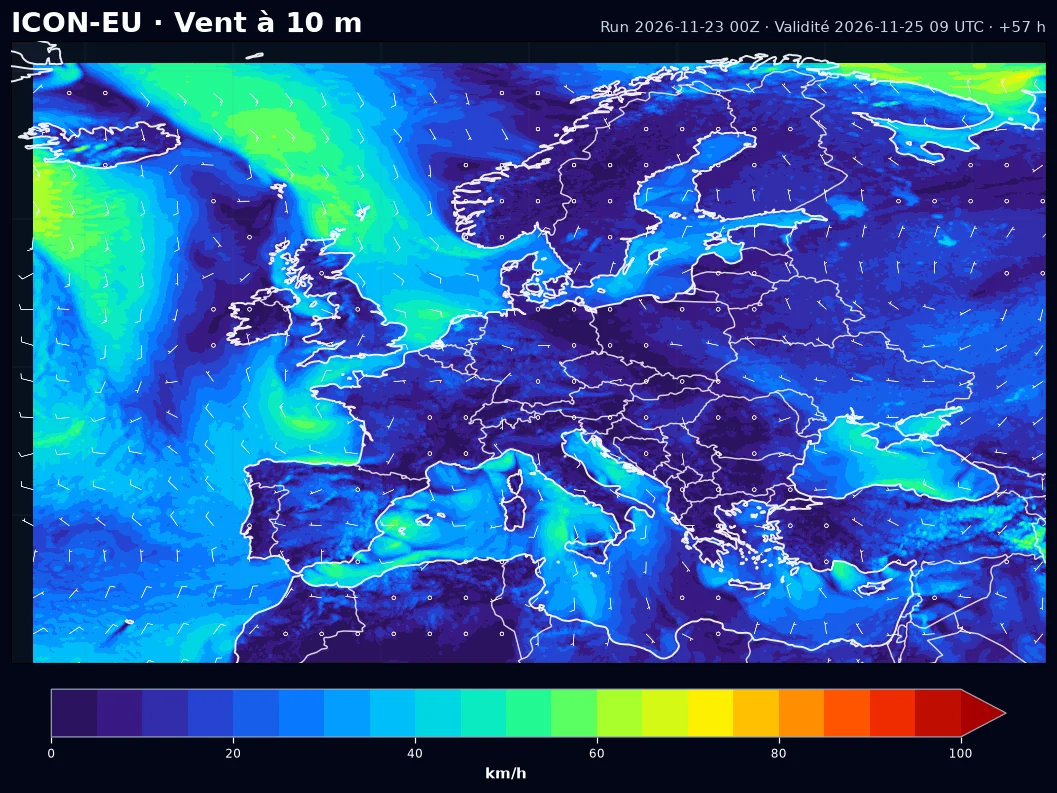 ICON-EU · Vent à 10 m
Run 2026-11-23 00Z · Validité 2026-11-25 09 UTC · +57 h
0 20 40 60 80 100
km/h